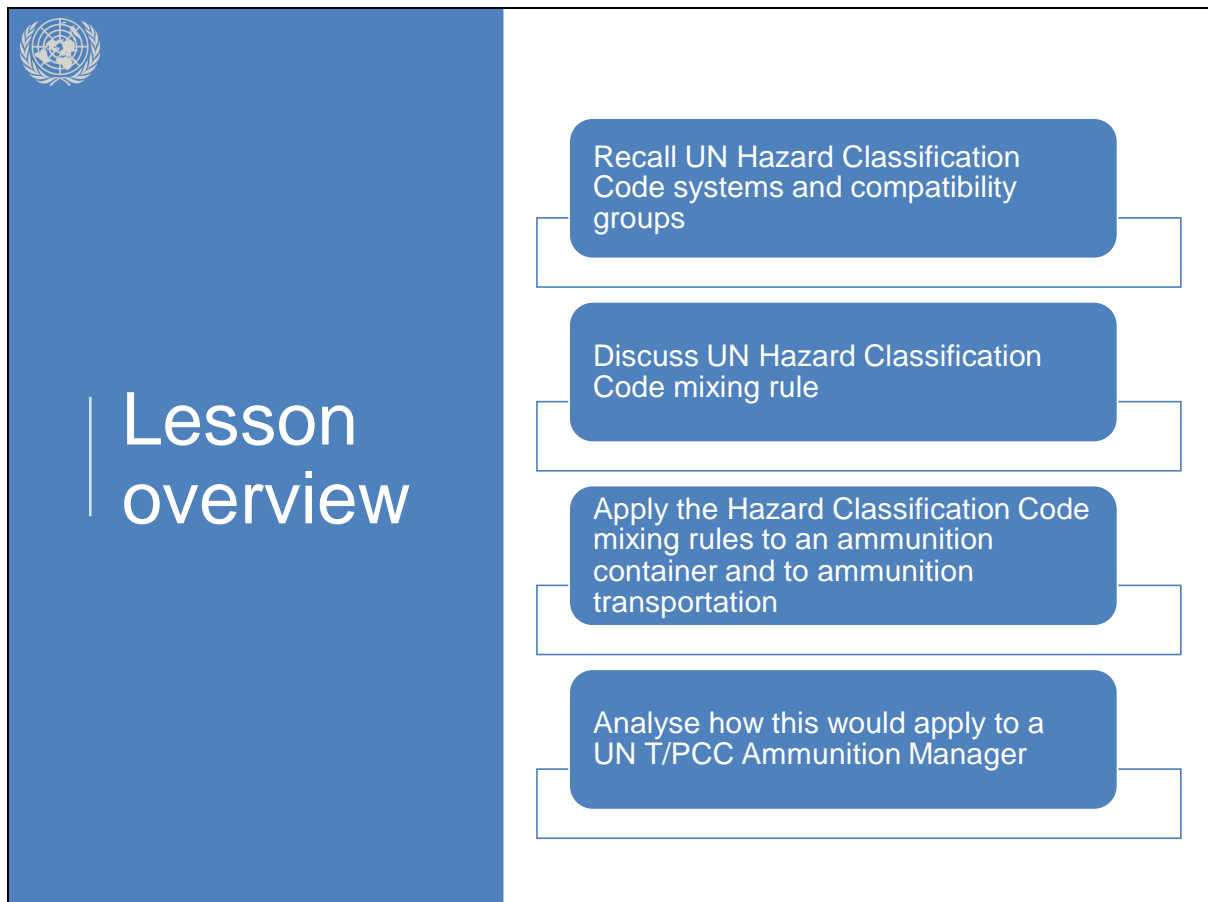 Lesson
overview
Recall UN Hazard Classification
Code systems and compatibility
groups
Discuss UN Hazard Classification
Code mixing rule
Apply the Hazard Classification Code
mixing rules to an ammunition
container and to ammunition
transportation
Analyse how this would apply to a
UN T/PCC Ammunition Manager